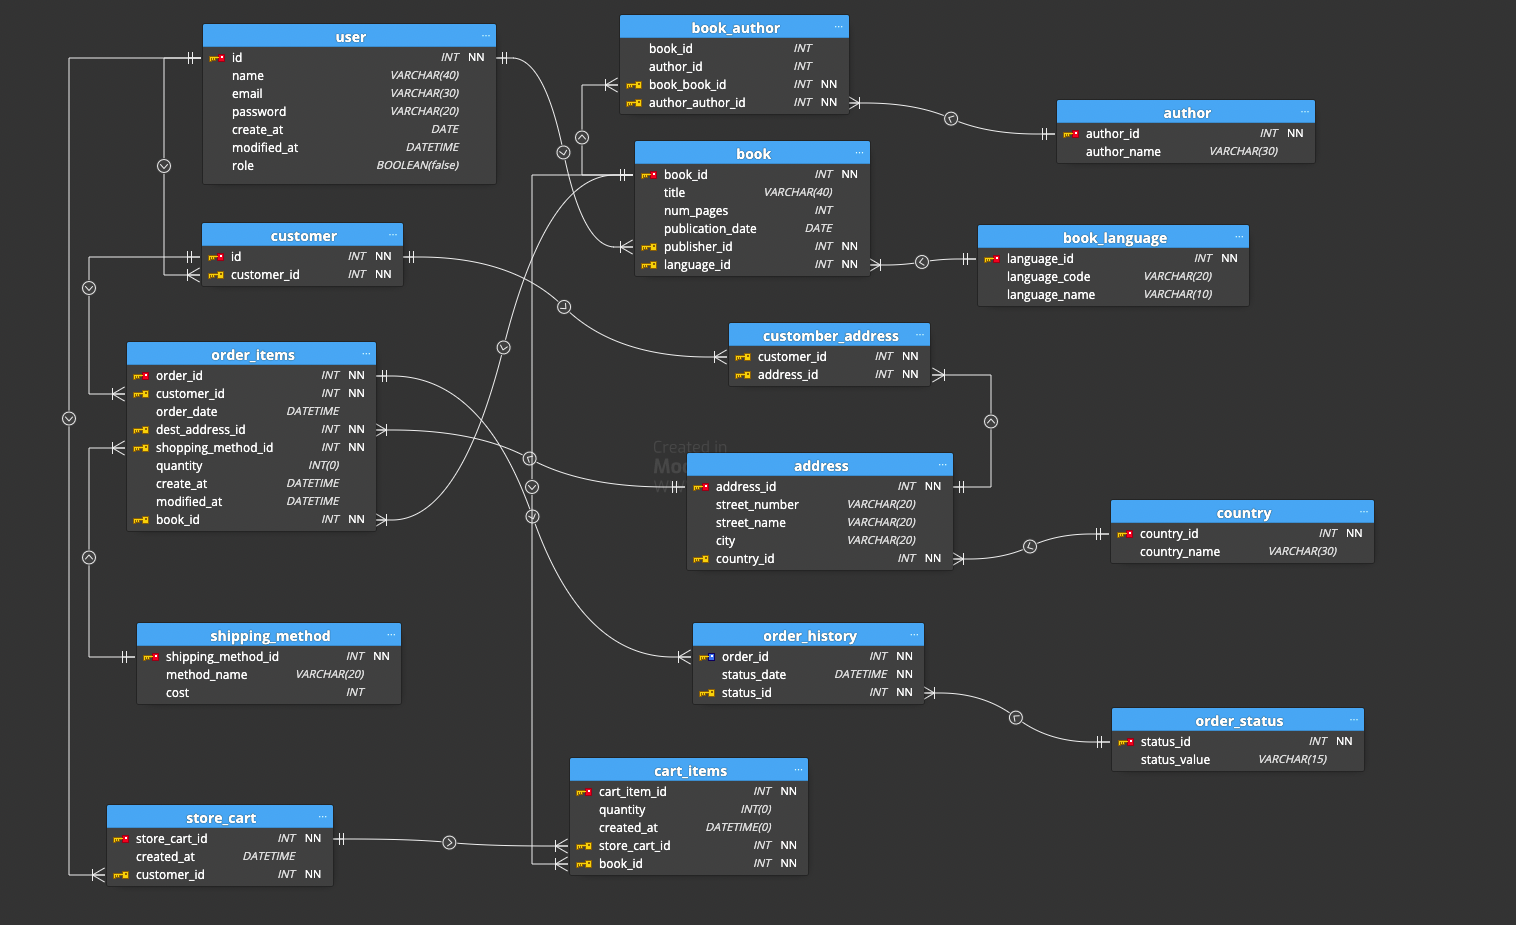 user ...
id INT NN
name VARCHAR(40)
email VARCHAR(30)
password VARCHAR(20)
create_at DATE
modified_at DATETIME
role BOOLEAN(false)
book_author ...
book_id INT
author_id INT
book_book_id INT NN
author_author_id INT NN
author ...
author_id INT NN
author_name VARCHAR(30)
book ...
book_id INT NN
title VARCHAR(40)
num_pages INT
publication_date DATE
publisher_id INT NN
language_id INT NN
customer ...
id INT NN
customer_id INT NN
book_language ...
language_id INT NN
language_code VARCHAR(20)
language_name VARCHAR(10)
customber_address ...
customer_id INT NN
address_id INT NN
order_items ...
order_id INT NN
customer_id INT NN
order_date DATETIME
dest_address_id INT NN
shopping_method_id INT NN
quantity INT(0)
create_at DATETIME
modified_at DATETIME
book_id INT NN
Created in
address ...
address_id INT NN
street_number VARCHAR(20)
street_name VARCHAR(20)
city VARCHAR(20)
country_id INT NN
country ...
country_id INT NN
country_name VARCHAR(30)
shipping_method ...
shipping_method_id INT NN
method_name VARCHAR(20)
cost INT
order_history ...
order_id INT NN
status_date DATETIME NN
status_id INT NN
order_status ...
status_id INT NN
status_value VARCHAR(15)
cart_items ...
cart_item_id INT NN
quantity INT(0)
created_at DATETIME(0)
store_cart_id INT NN
book_id INT NN
store_cart ...
store_cart_id INT NN
created_at DATETIME
customer_id INT NN